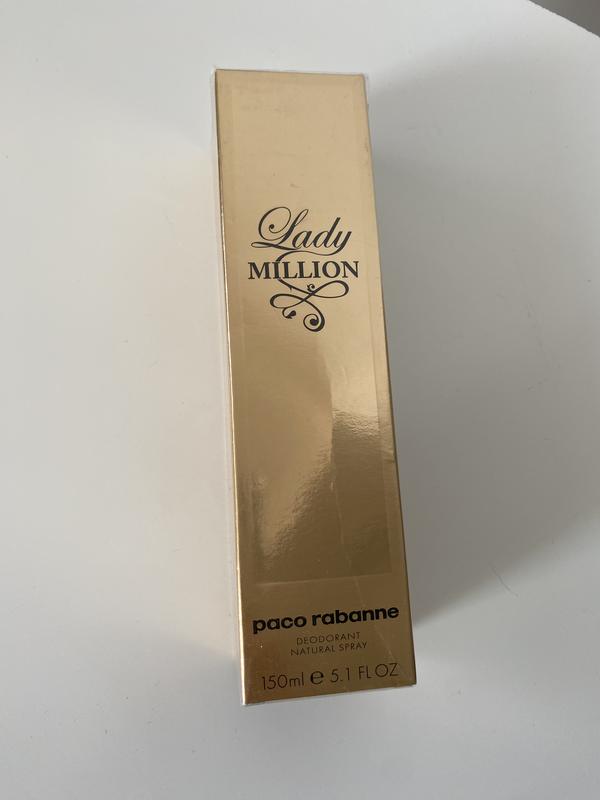 Lady
MILLION
paco rabanne
DEODORANT
NATURAL SPRAY
150ml e 5.1 FL OZ